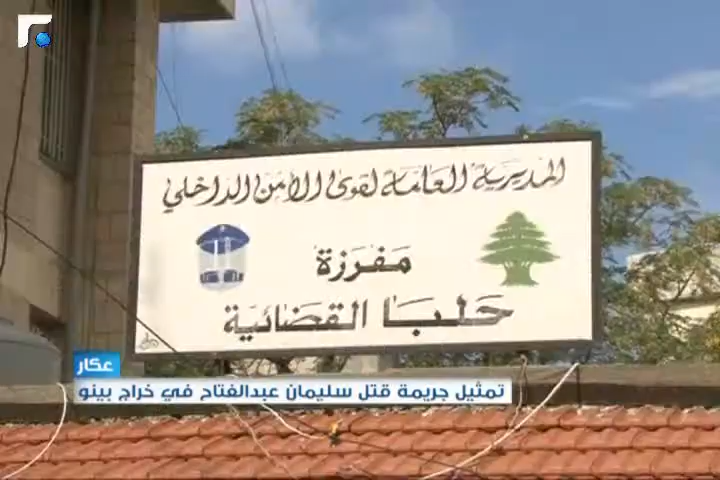 المديرية العامة لقوى الأمن الداخلي
مفرزة
حلبا القضائية
عكار
تمثيل جريمة قتل سليمان عبدالفتاح في خراج بينو